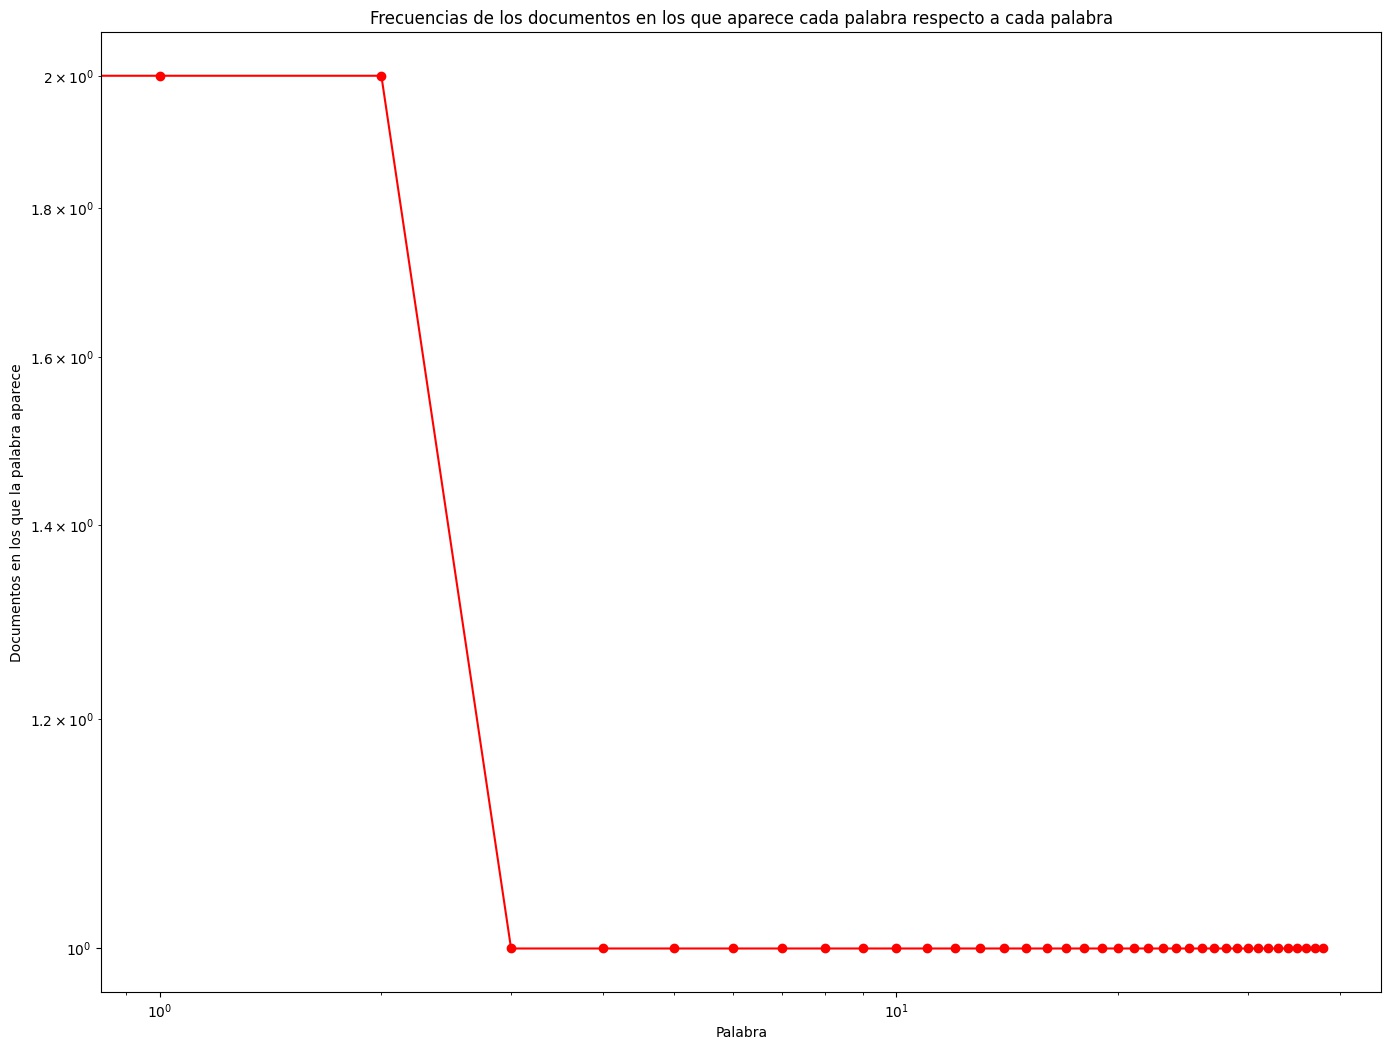 Frecuencias de los documentos en los que aparece cada palabra respecto a cada palabra
2 × 10⁰
1.8 × 10⁰
1.6 × 10⁰
1.4 × 10⁰
1.2 × 10⁰
10⁰
Documentos en los que la palabra aparece
10⁰ 10¹
Palabra